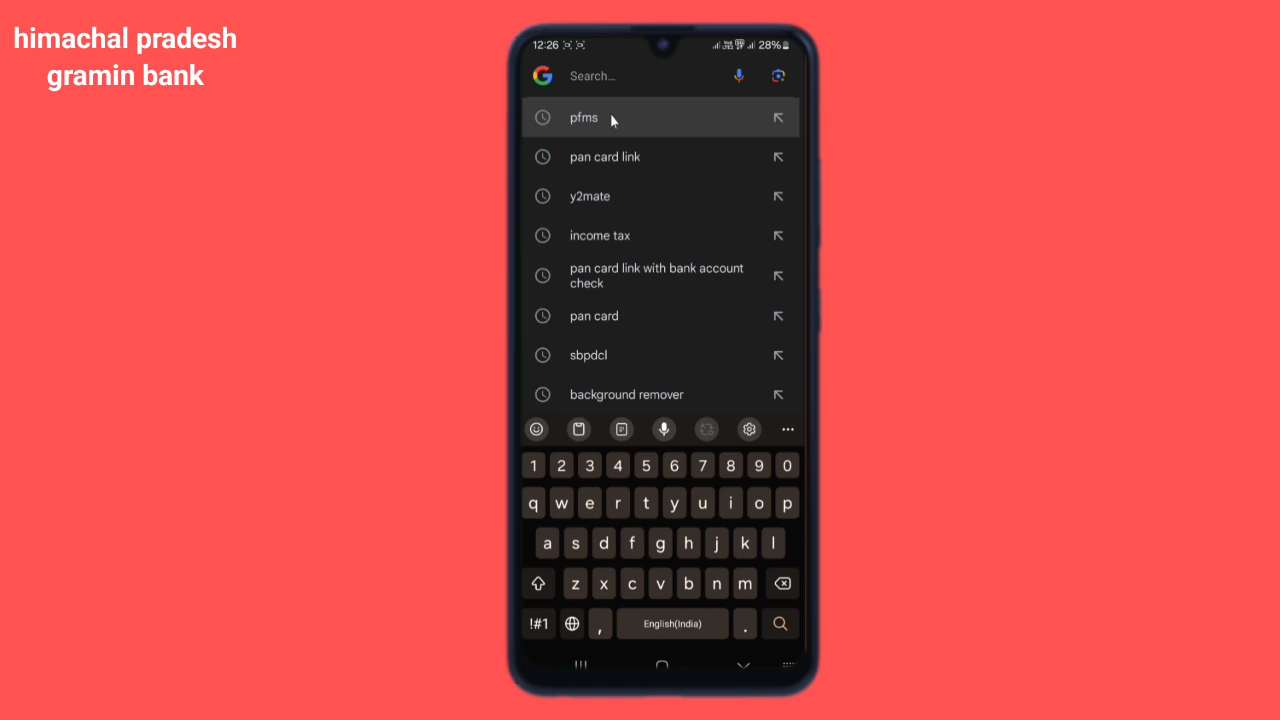 himachal pradesh
gramin bank
12:26
28%
Search...
pfms
pan card link
y2mate
income tax
pan card link with bank account
check
pan card
sbpdcl
background remover
1 2 3 4 5 6 7 8 9 0
q w e r t y u i o p
a s d f g h j k l
z x c v b n m
!#1 , English(India) .